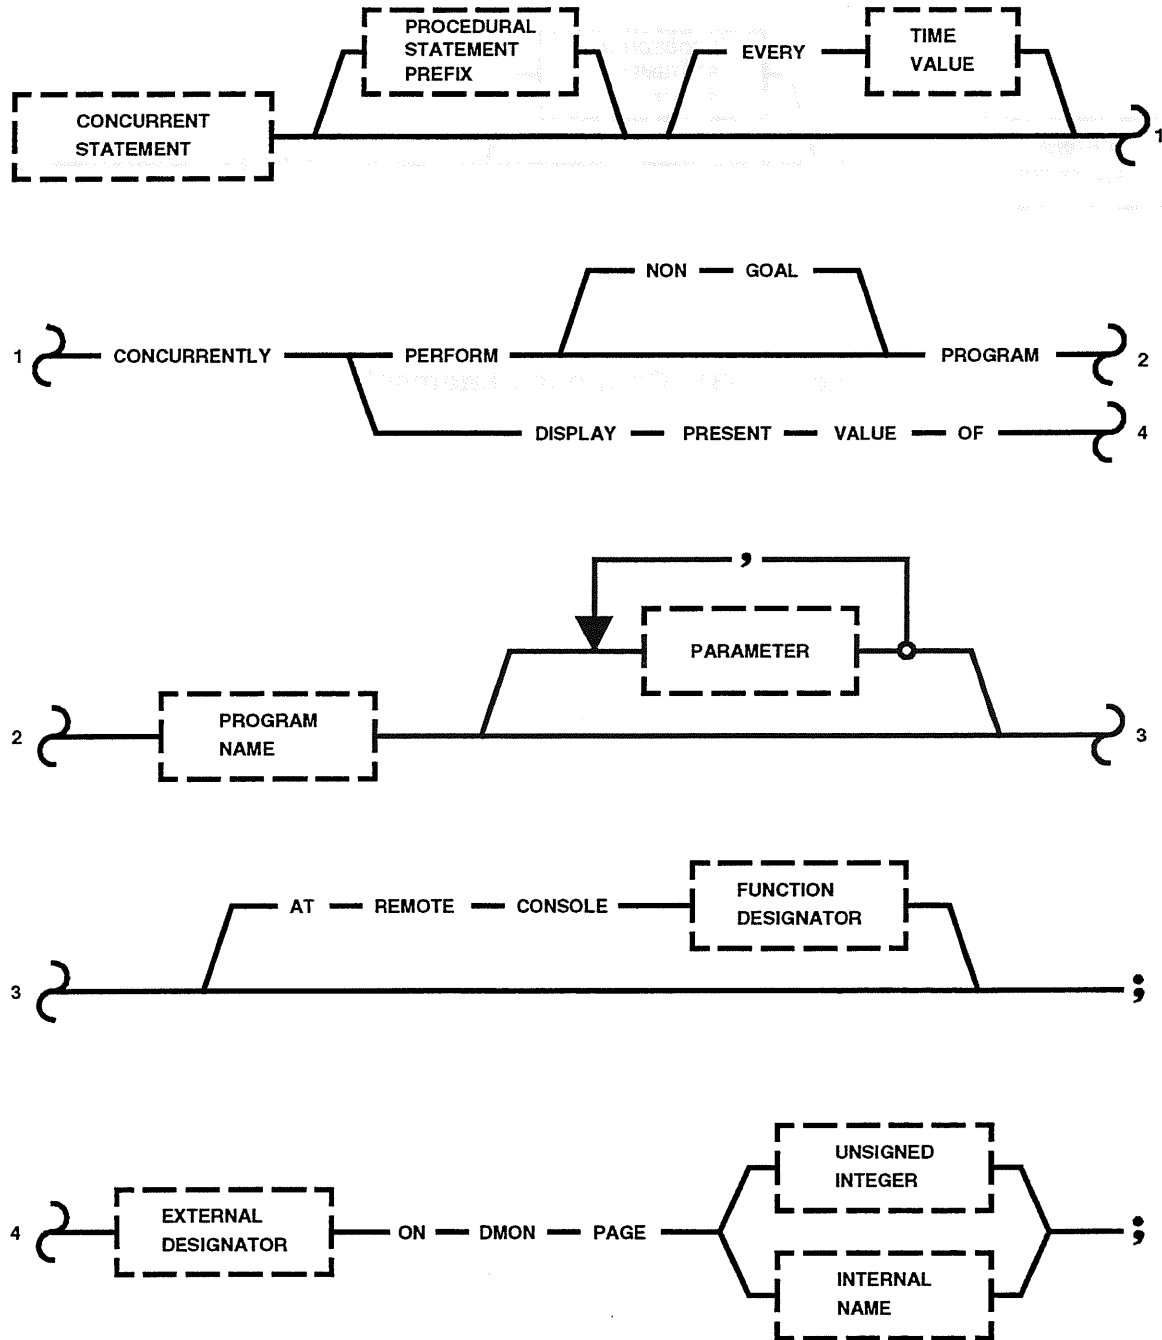 PROCEDURAL
STATEMENT
PREFIX
EVERY
TIME
VALUE
CONCURRENT
STATEMENT
1
NON GOAL
1 CONCURRENTLY PERFORM PROGRAM 2
DISPLAY PRESENT VALUE OF 4
,
PARAMETER
2 PROGRAM
NAME
3
AT REMOTE CONSOLE
FUNCTION
DESIGNATOR
3 ;
UNSIGNED
INTEGER
4 EXTERNAL
DESIGNATOR
ON DMON PAGE ;
INTERNAL
NAME